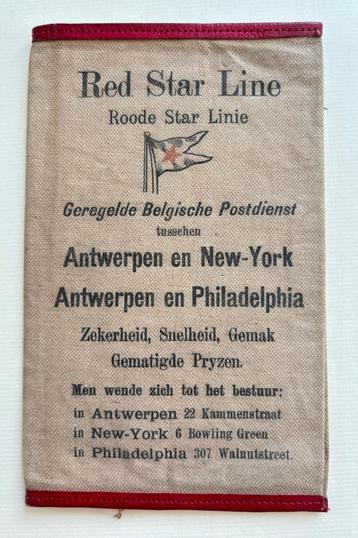 Red Star Line
Roode Star Linie
Geregelde Belgische Postdienst
tusschen
Antwerpen en New-York
Antwerpen en Philadelphia
Zekerheid, Snelheid, Gemak
Gematigde Pryzen.
Men wende zich tot het bestuur:
in Antwerpen 22 Kammenstraat
in New-York 6 Bowling Green
in Philadelphia 307 Walnutstreet.